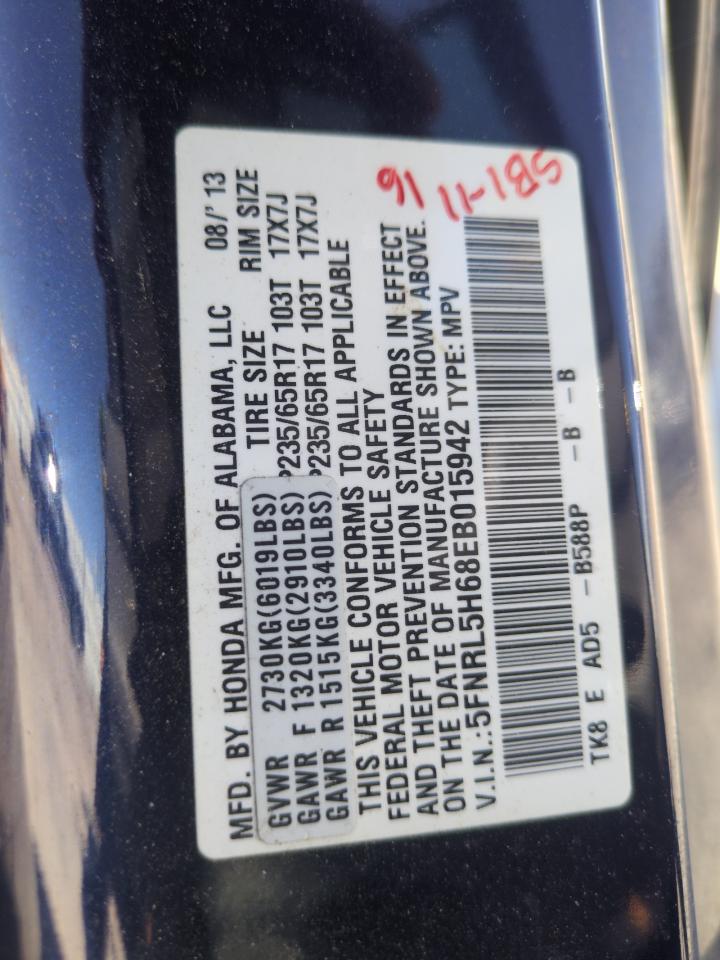 MFD. BY HONDA MFG. OF ALABAMA, LLC 08/'13
TIRE SIZE RIM SIZE
GVWR 2730KG(6019LBS)
GAWR F 1320KG(2910LBS) P235/65R17 103T 17X7J
GAWR R 1515KG(3340LBS) P235/65R17 103T 17X7J
THIS VEHICLE CONFORMS TO ALL APPLICABLE
FEDERAL MOTOR VEHICLE SAFETY
AND THEFT PREVENTION STANDARDS IN EFFECT
ON THE DATE OF MANUFACTURE SHOWN ABOVE.
V.I.N.:5FNRL5H68EB015942 TYPE: MPV
TK8 E AD5 -B588P -B -B
SB1-11
16